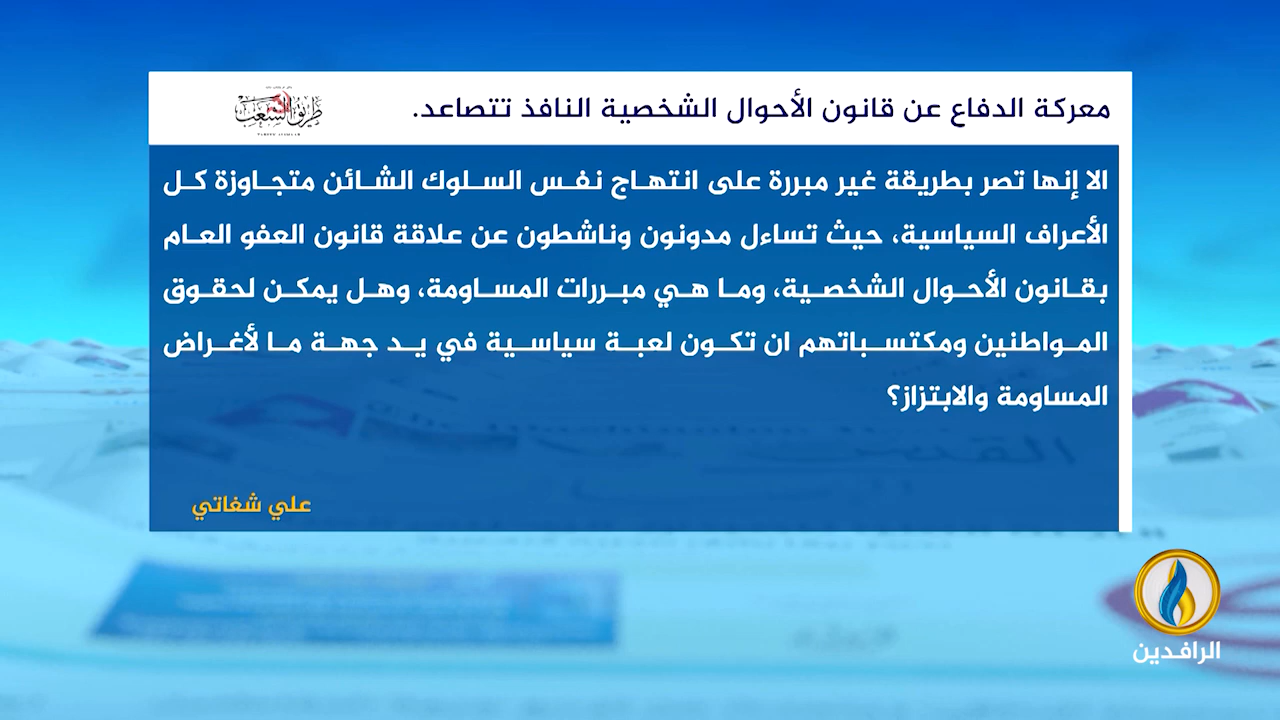 معركة الدفاع عن قانون الأحوال الشخصية النافذ تتصاعد.
طريق الشعب
الا إنها تصر بطريقة غير مبررة على انتهاج نفس السلوك الشائن متجاوزة كل
الأعراف السياسية، حيث تساءل مدونون وناشطون عن علاقة قانون العفو العام
بقانون الأحوال الشخصية، وما هي مبررات المساومة، وهل يمكن لحقوق
المواطنين ومكتسباتهم ان تكون لعبة سياسية في يد جهة ما لأغراض
المساومة والابتزاز؟
علي شغاتي
الرافدين